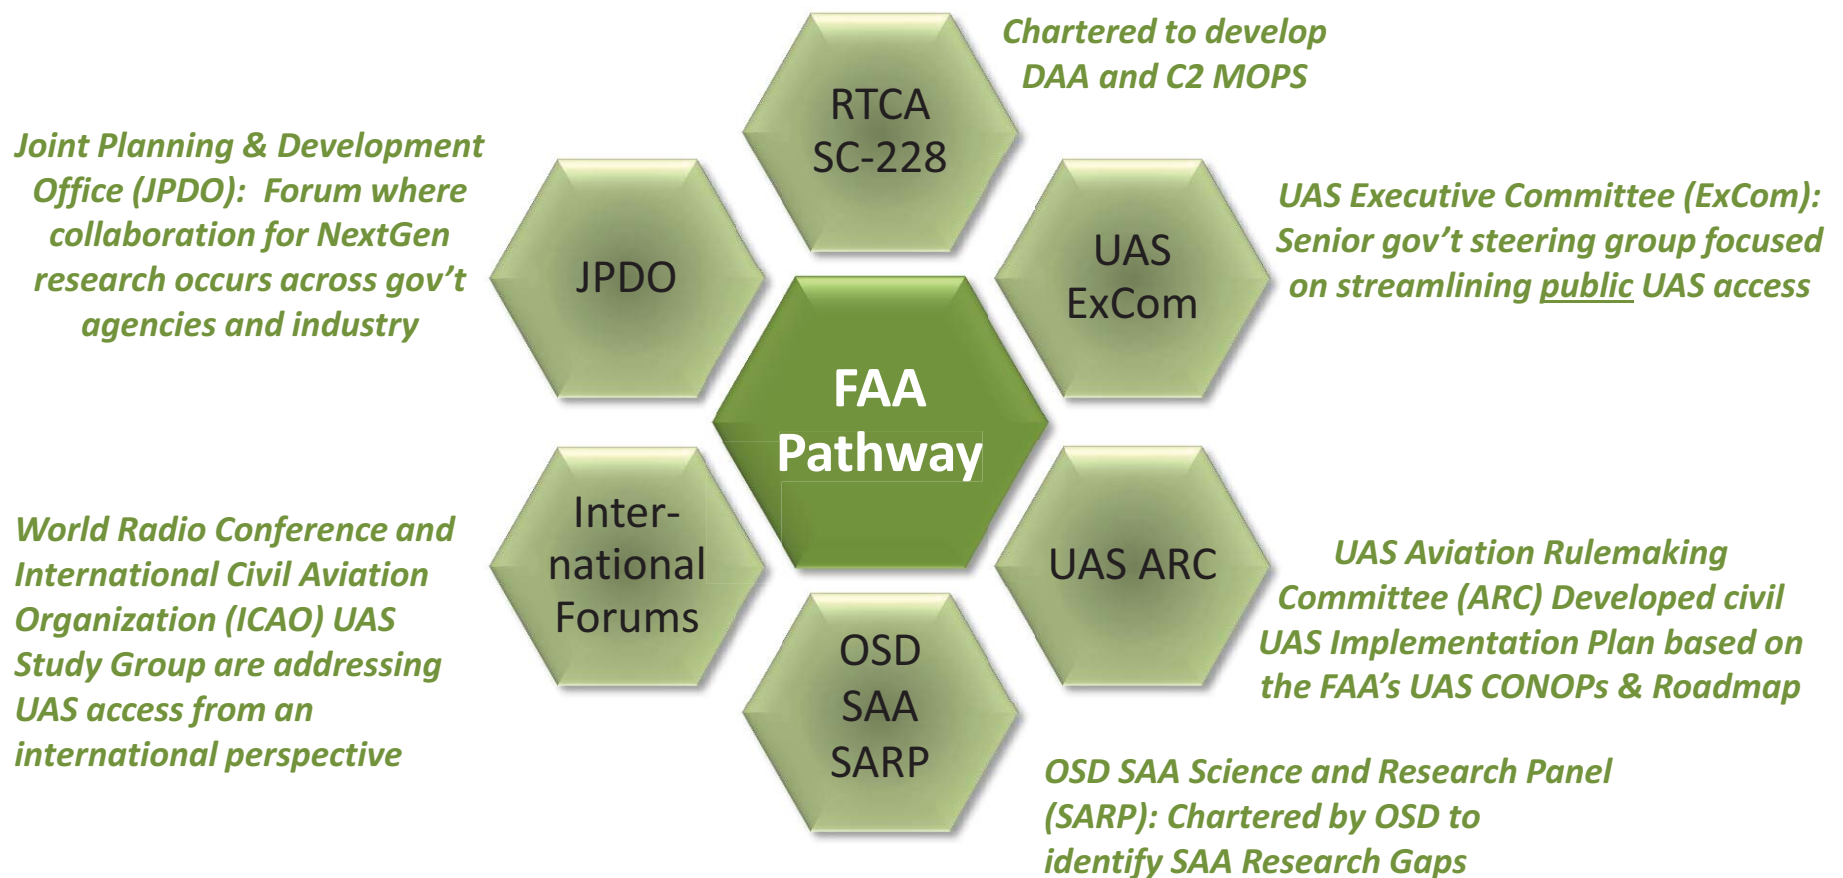 Chartered to develop
DAA and C2 MOPS
RTCA
SC-228
Joint Planning & Development
Office (JPDO):  Forum where
collaboration for NextGen
research occurs across gov’t
agencies and industry
JPDO
UAS
ExCom
UAS Executive Committee (ExCom):
Senior gov’t steering group focused
on streamlining public UAS access
FAA
Pathway
World Radio Conference and
International Civil Aviation
Organization (ICAO) UAS
Study Group are addressing
UAS access from an
international perspective
Inter-
national
Forums
UAS ARC
UAS Aviation Rulemaking
Committee (ARC) Developed civil
UAS Implementation Plan based on
the FAA’s UAS CONOPs & Roadmap
OSD
SAA
SARP
OSD SAA Science and Research Panel
(SARP): Chartered by OSD to
identify SAA Research Gaps